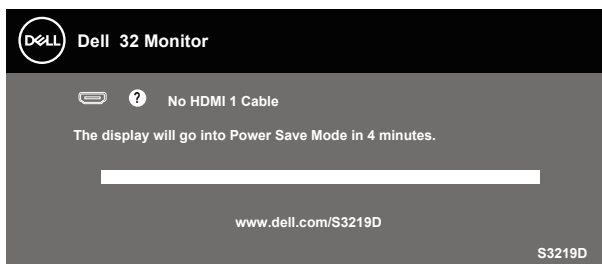 DELL Dell 32 Monitor
? No HDMI 1 Cable
The display will go into Power Save Mode in 4 minutes.
www.dell.com/S3219D
S3219D